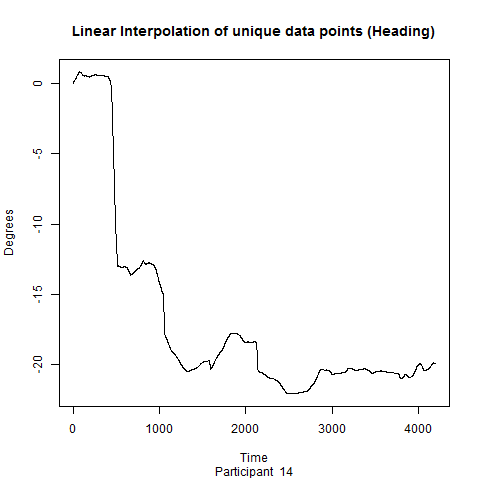 Linear Interpolation of unique data points (Heading)
Degrees
0
-5
-10
-15
-20
0 1000 2000 3000 4000
Time
Participant 14